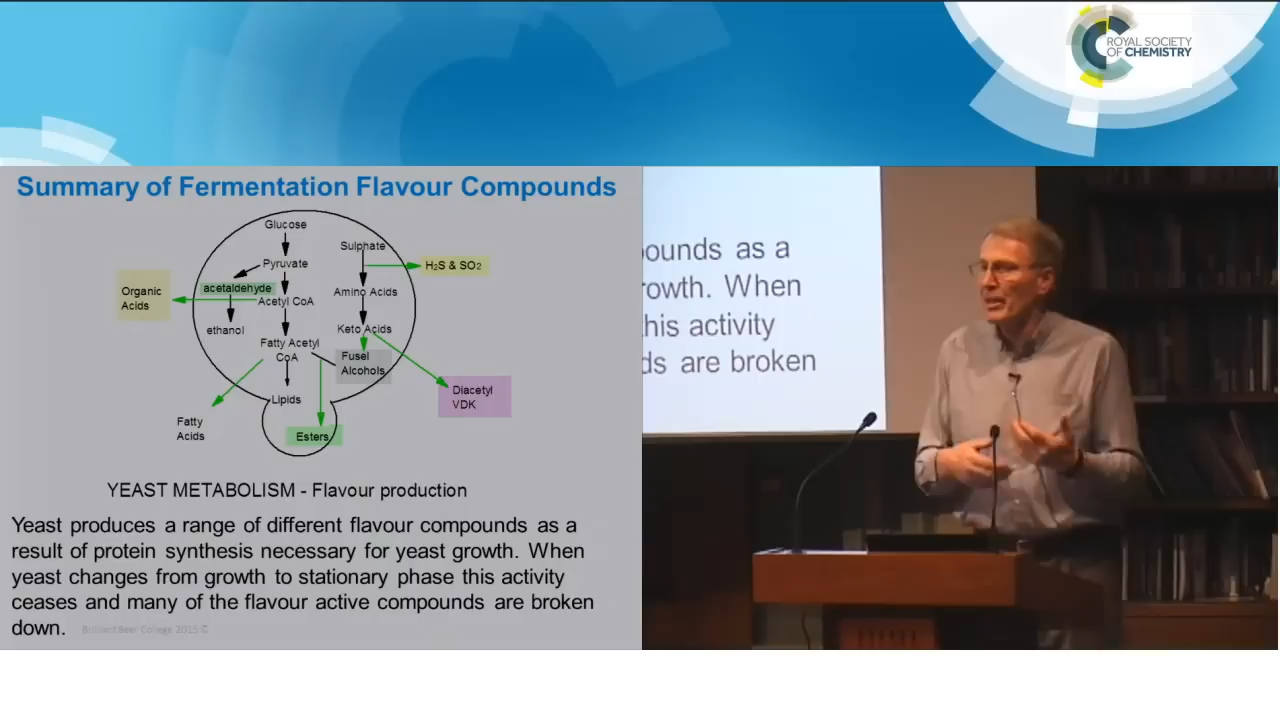 ROYAL SOCIETY
OF CHEMISTRY
Summary of Fermentation Flavour Compounds
Glucose
Sulphate
Pyruvate
H2S & SO2
acetaldehyde
Organic
Acids
Acetyl CoA
Amino Acids
ethanol
Keto Acids
Fatty Acetyl
CoA
Fusel
Alcohols
Diacetyl
VDK
Lipids
Fatty
Acids
Esters
YEAST METABOLISM - Flavour production
Yeast produces a range of different flavour compounds as a
result of protein synthesis necessary for yeast growth. When
yeast changes from growth to stationary phase this activity
ceases and many of the flavour active compounds are broken
down.
Brilliant Beer College 2015 ©
pounds as a
rowth. When
his activity
ds are broken